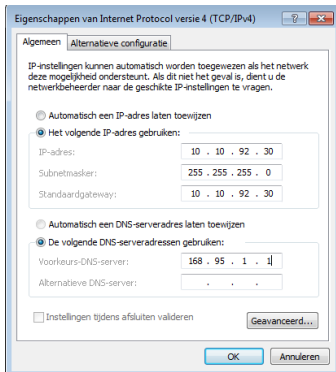 Eigenschappen van Internet Protocol versie 4 (TCP/IPv4)
Algemeen
Alternatieve configuratie
IP-instellingen kunnen automatisch worden toegewezen als het netwerk
deze mogelijkheid ondersteunt. Als dit niet het geval is, dient u de
netwerkbeheerder naar de geschikte IP-instellingen te vragen.
Automatisch een IP-adres laten toewijzen
Het volgende IP-adres gebruiken:
IP-adres: 10 . 10 . 92 . 30
Subnetmasker: 255 . 255 . 255 . 0
Standaardgateway: 10 . 10 . 92 . 30
Automatisch een DNS-serveradres laten toewijzen
De volgende DNS-serveradressen gebruiken:
Voorkeurs-DNS-server: 168 . 95 . 1 . 1
Alternatieve DNS-server: . . .
Instellingen tijdens afsluiten valideren
Geavanceerd...
OK Annuleren